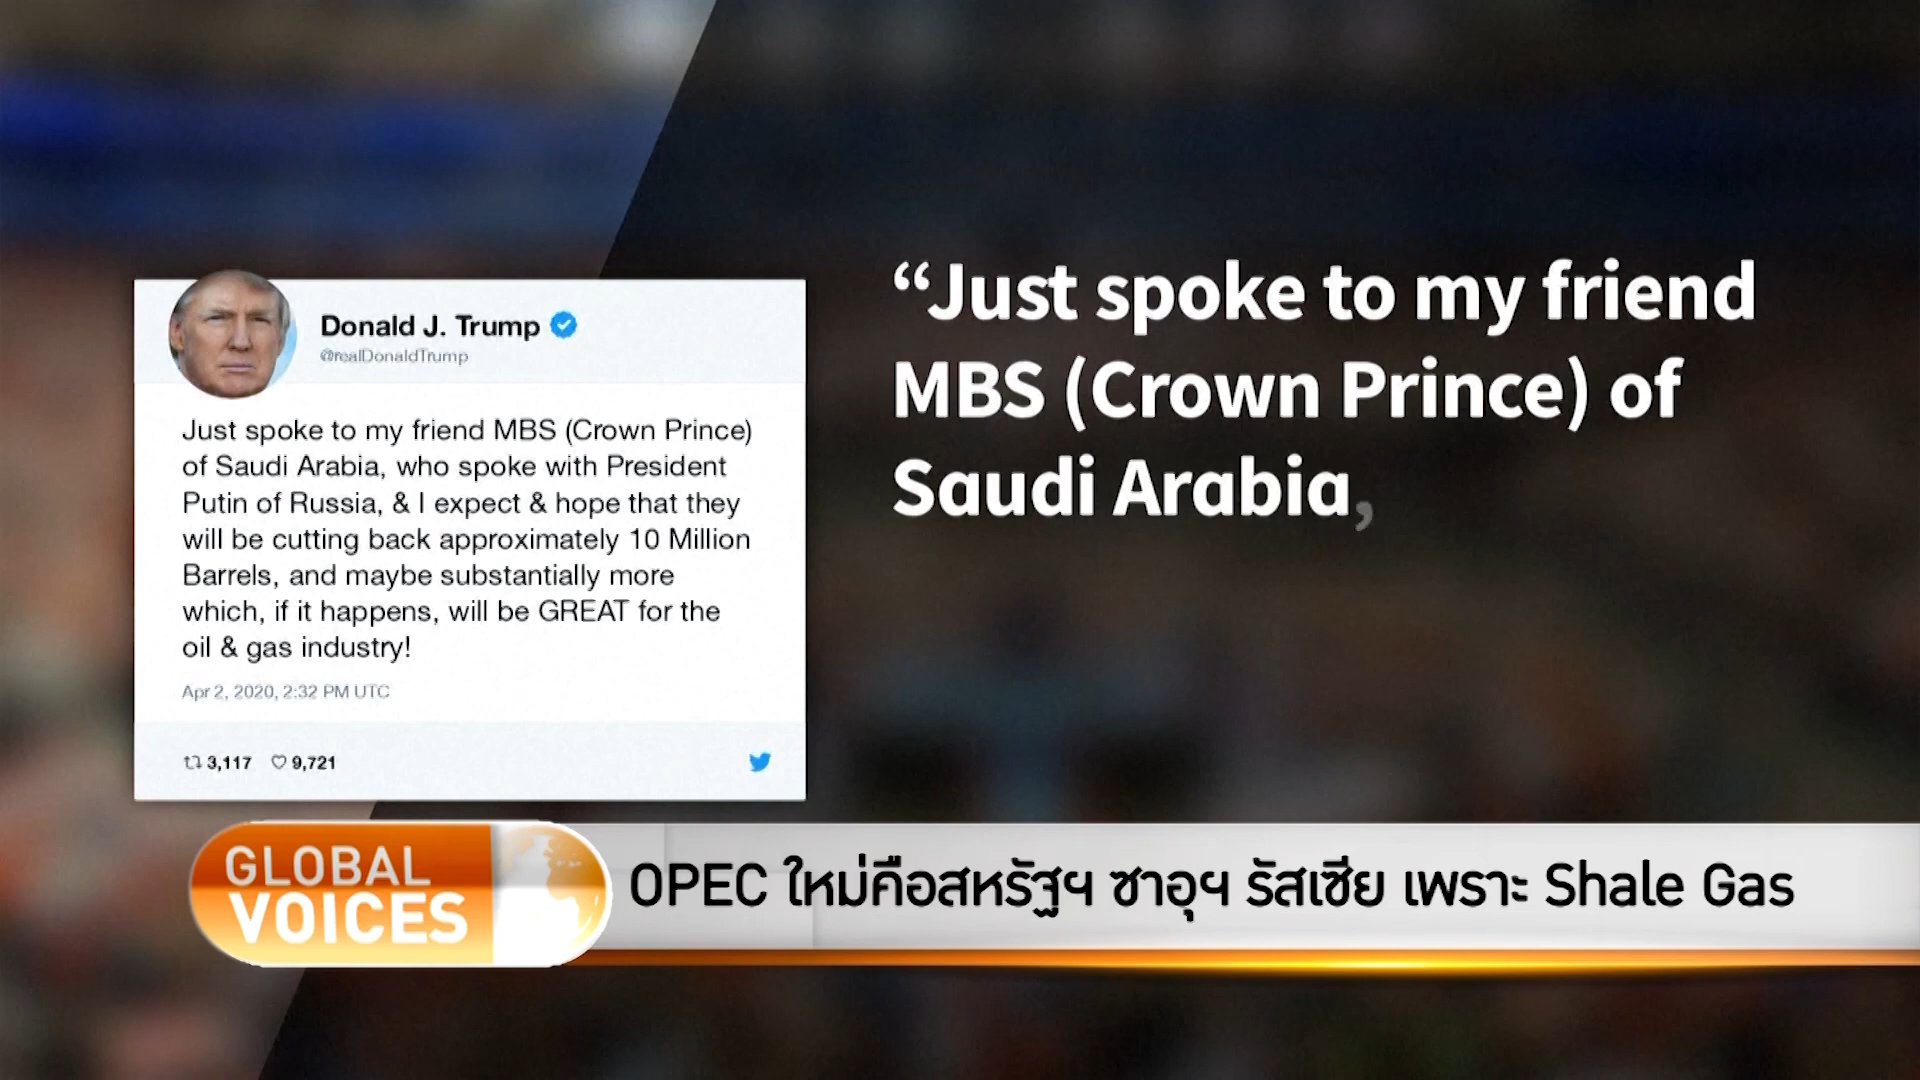 Donald J. Trump
@realDonaldTrump
Just spoke to my friend MBS (Crown Prince)
of Saudi Arabia, who spoke with President
Putin of Russia, & I expect & hope that they
will be cutting back approximately 10 Million
Barrels, and maybe substantially more
which, if it happens, will be GREAT for the
oil & gas industry!
Apr 2, 2020, 2:32 PM UTC
3,117 9,721
“Just spoke to my friend
MBS (Crown Prince) of
Saudi Arabia,
GLOBAL
VOICES
OPEC ใหม่คือสหรัฐฯ ซาอุฯ รัสเซีย เพราะ Shale Gas